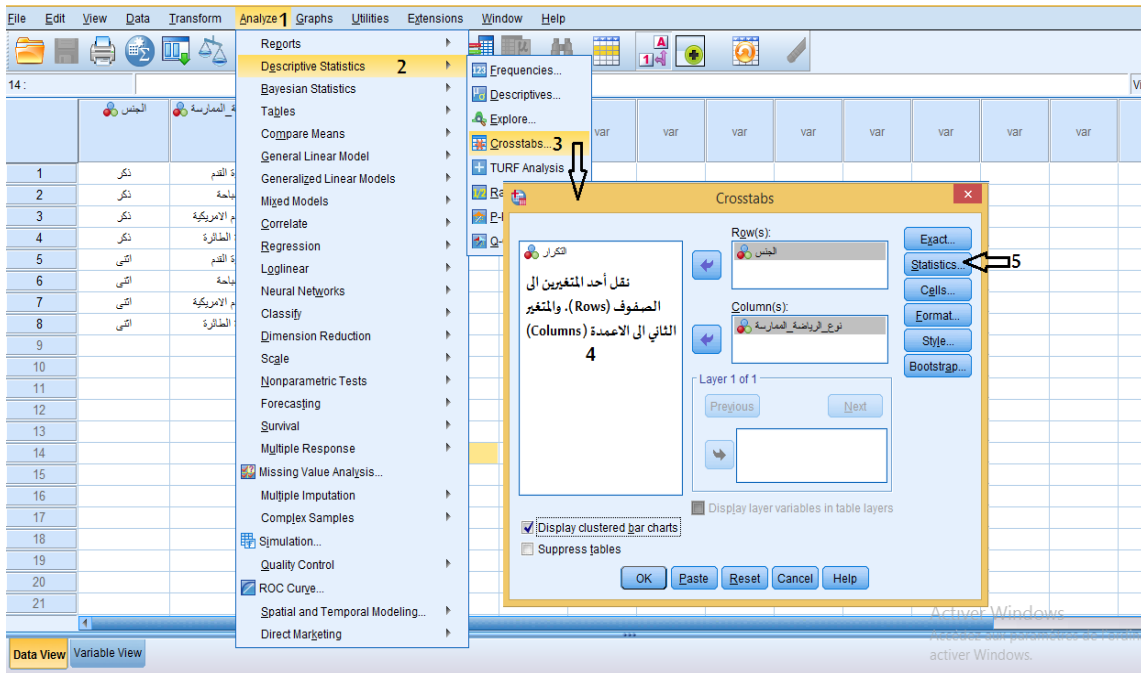 File Edit View Data Transform Analyze 1 Graphs Utilities Extensions Window Help
14 :
الجنس
ة_الممارسة
var var var var var var var var
1 ذكر ة القدم
2 ذكر باحة
3 ذكر م الامريكية
4 ذكر الطائرة
5 انثى ة القدم
6 انثى باحة
7 انثى م الامريكية
8 انثى الطائرة
9
10
11
12
13
14
15
16
17
18
19
20
21
Reports
Descriptive Statistics 2
Bayesian Statistics
Tables
Compare Means
General Linear Model
Generalized Linear Models
Mixed Models
Correlate
Regression
Loglinear
Neural Networks
Classify
Dimension Reduction
Scale
Nonparametric Tests
Forecasting
Survival
Multiple Response
Missing Value Analysis...
Multiple Imputation
Complex Samples
Simulation...
Quality Control
ROC Curve...
Spatial and Temporal Modeling...
Direct Marketing
Frequencies...
Descriptives...
Explore...
Crosstabs... 3
TURF Analysis
Ra
P-
Q-
Crosstabs
التكرار
نقل أحد المتغيرين الى
الصفوف (Rows). والمتغير
الثاني الى الاعمدة (Columns)
4
Row(s):
الجنس
Column(s):
نوع_الرياضة_الممارسة
Layer 1 of 1
Previous Next
Display layer variables in table layers
Exact...
Statistics... 5
Cells...
Format...
Style...
Bootstrap...
Display clustered bar charts
Suppress tables
OK Paste Reset Cancel Help
Data View Variable View
Activer Windows
activer Windows.